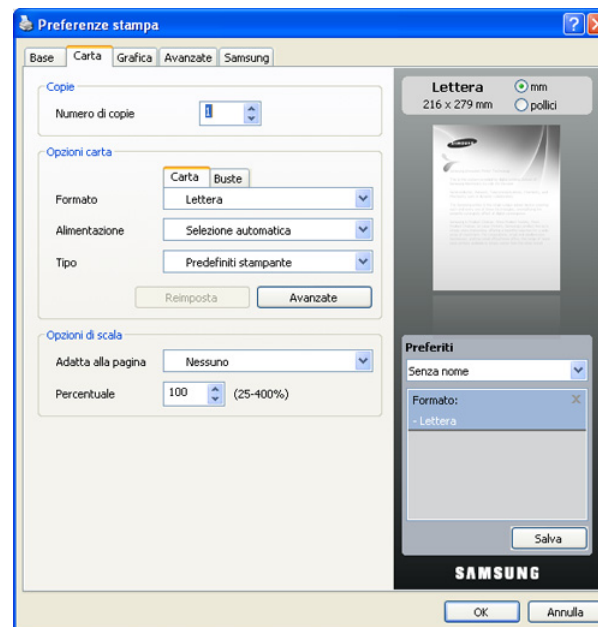 Preferenze stampa
Base Carta Grafica Avanzate Samsung
Copie
Numero di copie 1
Opzioni carta
Carta Buste
Formato Lettera
Alimentazione Selezione automatica
Tipo Predefiniti stampante
Reimposta Avanzate
Opzioni di scala
Adatta alla pagina Nessuno
Percentuale 100 (25-400%)
Lettera mm
216 x 279 mm pollici
SAMSUNG
Preferiti
Senza nome
Formato:
- Lettera
Salva
SAMSUNG
OK Annulla